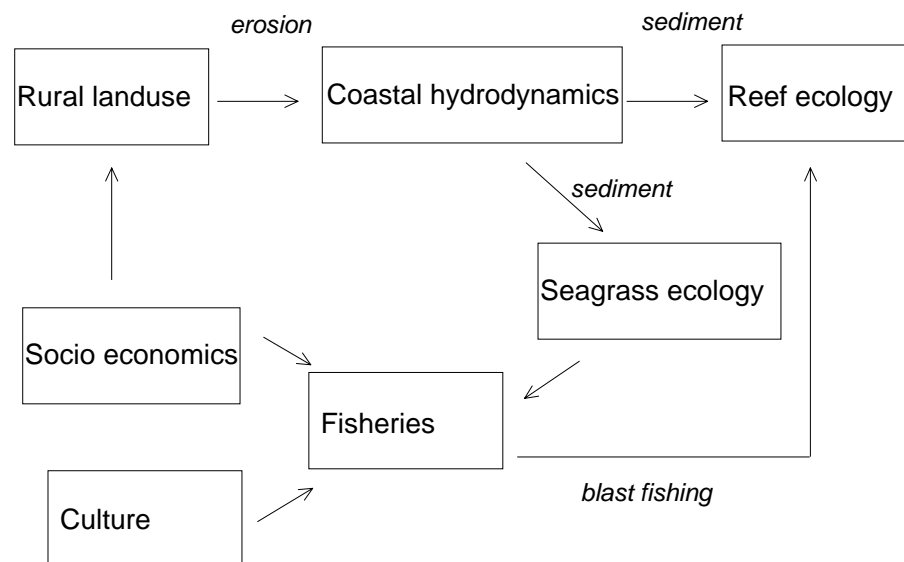 erosion
sediment
Rural landuse
Coastal hydrodynamics
Reef ecology
sediment
Seagrass ecology
Socio economics
Fisheries
blast fishing
Culture